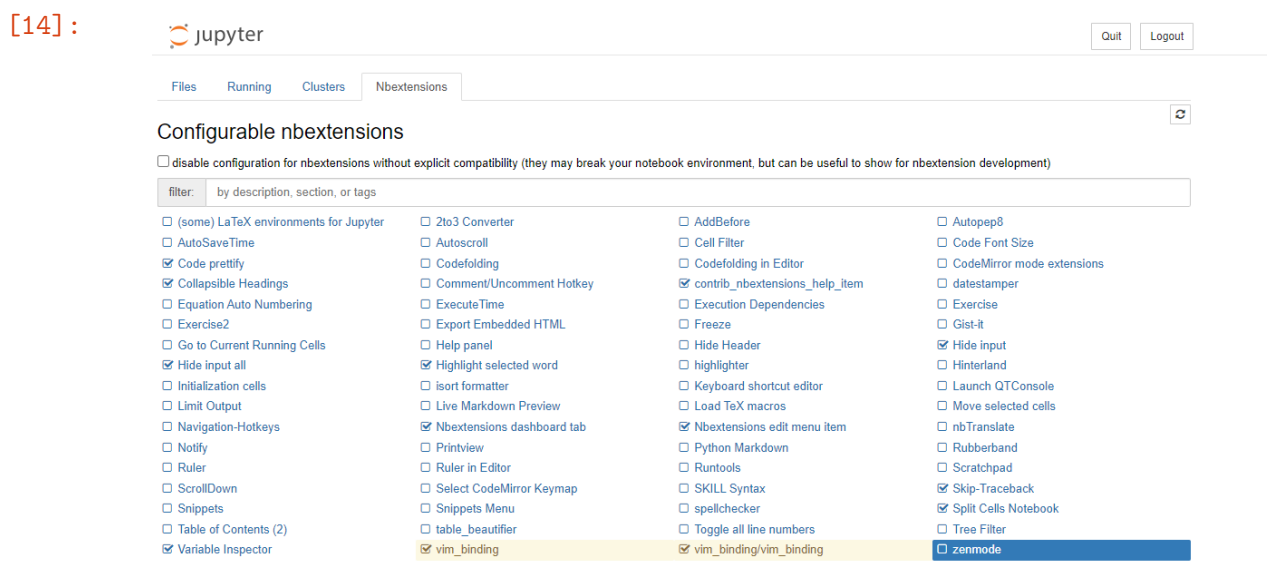 [14]:
jupyter
Quit Logout
Files Running Clusters Nbextensions
Configurable nbextensions
disable configuration for nbextensions without explicit compatibility (they may break your notebook environment, but can be useful to show for nbextension development)
filter: by description, section, or tags
(some) LaTeX environments for Jupyter 2to3 Converter AddBefore Autopep8
AutoSaveTime Autoscroll Cell Filter Code Font Size
Code prettify Codefolding Codefolding in Editor CodeMirror mode extensions
Collapsible Headings Comment/Uncomment Hotkey contrib_nbextensions_help_item datestamper
Equation Auto Numbering ExecuteTime Execution Dependencies Exercise
Exercise2 Export Embedded HTML Freeze Gist-it
Go to Current Running Cells Help panel Hide Header Hide input
Hide input all Highlight selected word highlighter Hinterland
Initialization cells isort formatter Keyboard shortcut editor Launch QTConsole
Limit Output Live Markdown Preview Load TeX macros Move selected cells
Navigation-Hotkeys Nbextensions dashboard tab Nbextensions edit menu item nbTranslate
Notify Printview Python Markdown Rubberband
Ruler Ruler in Editor Runtools Scratchpad
ScrollDown Select CodeMirror Keymap SKILL Syntax Skip-Traceback
Snippets Snippets Menu spellchecker Split Cells Notebook
Table of Contents (2) table_beautifier Toggle all line numbers Tree Filter
Variable Inspector vim_binding vim_binding/vim_binding zenmode